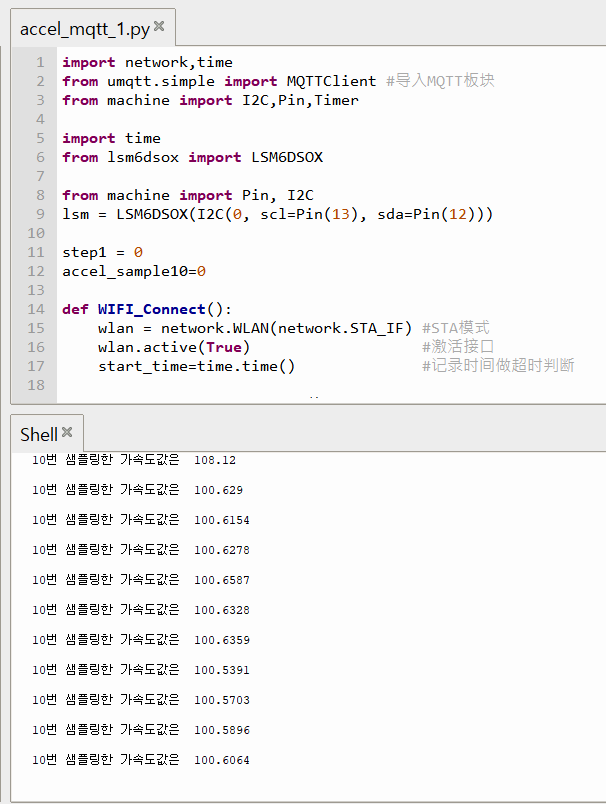 accel_mqtt_1.py
1 import network,time
2 from umqtt.simple import MQTTClient #导入MQTT板块
3 from machine import I2C,Pin,Timer
4
5 import time
6 from lsm6dsox import LSM6DSOX
7
8 from machine import Pin, I2C
9 lsm = LSM6DSOX(I2C(0, scl=Pin(13), sda=Pin(12)))
10
11 step1 = 0
12 accel_sample10=0
13
14 def WIFI_Connect():
15     wlan = network.WLAN(network.STA_IF) #STA模式
16     wlan.active(True)                   #激活接口
17     start_time=time.time()              #记录时间做超时判断
18
Shell
10번 샘플링한 가속도값은  108.12
10번 샘플링한 가속도값은  100.629
10번 샘플링한 가속도값은  100.6154
10번 샘플링한 가속도값은  100.6278
10번 샘플링한 가속도값은  100.6587
10번 샘플링한 가속도값은  100.6328
10번 샘플링한 가속도값은  100.6359
10번 샘플링한 가속도값은  100.5391
10번 샘플링한 가속도값은  100.5703
10번 샘플링한 가속도값은  100.5896
10번 샘플링한 가속도값은  100.6064